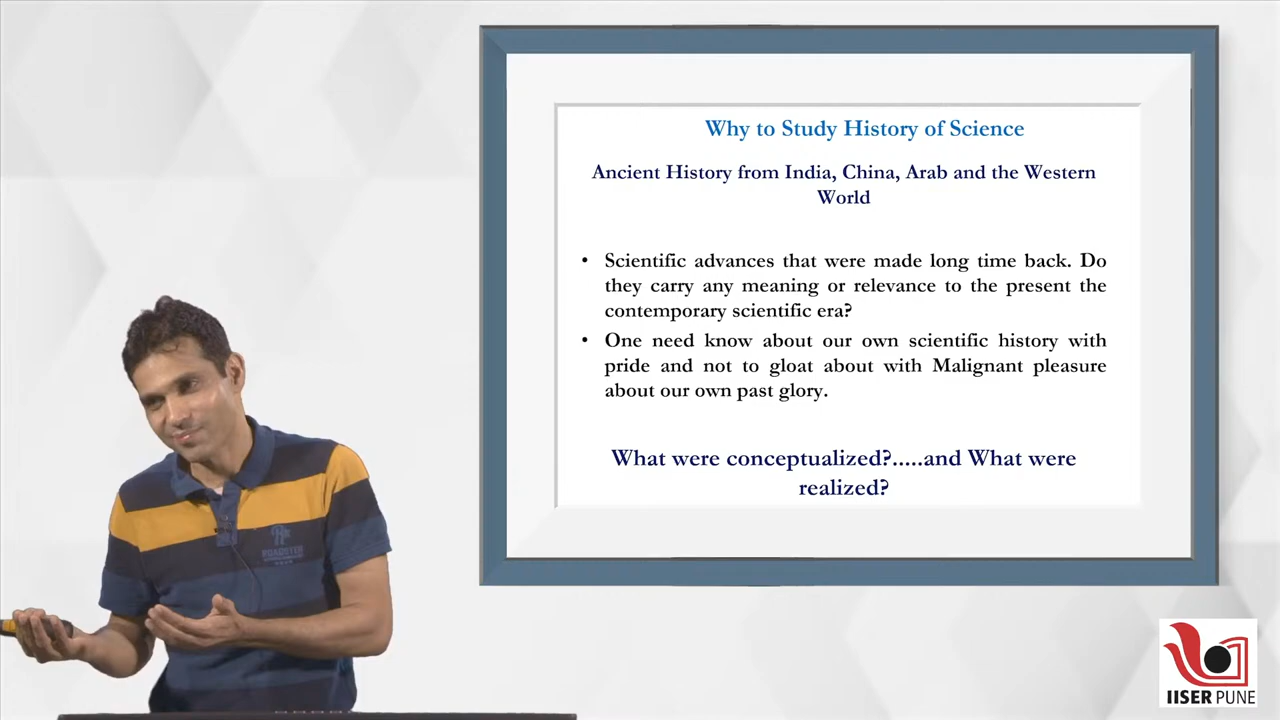 Why to Study History of Science
Ancient History from India, China, Arab and the Western
World
• Scientific advances that were made long time back. Do
they carry any meaning or relevance to the present the
contemporary scientific era?
• One need know about our own scientific history with
pride and not to gloat about with Malignant pleasure
about our own past glory.
What were conceptualized?.....and What were
realized?
IISER PUNE